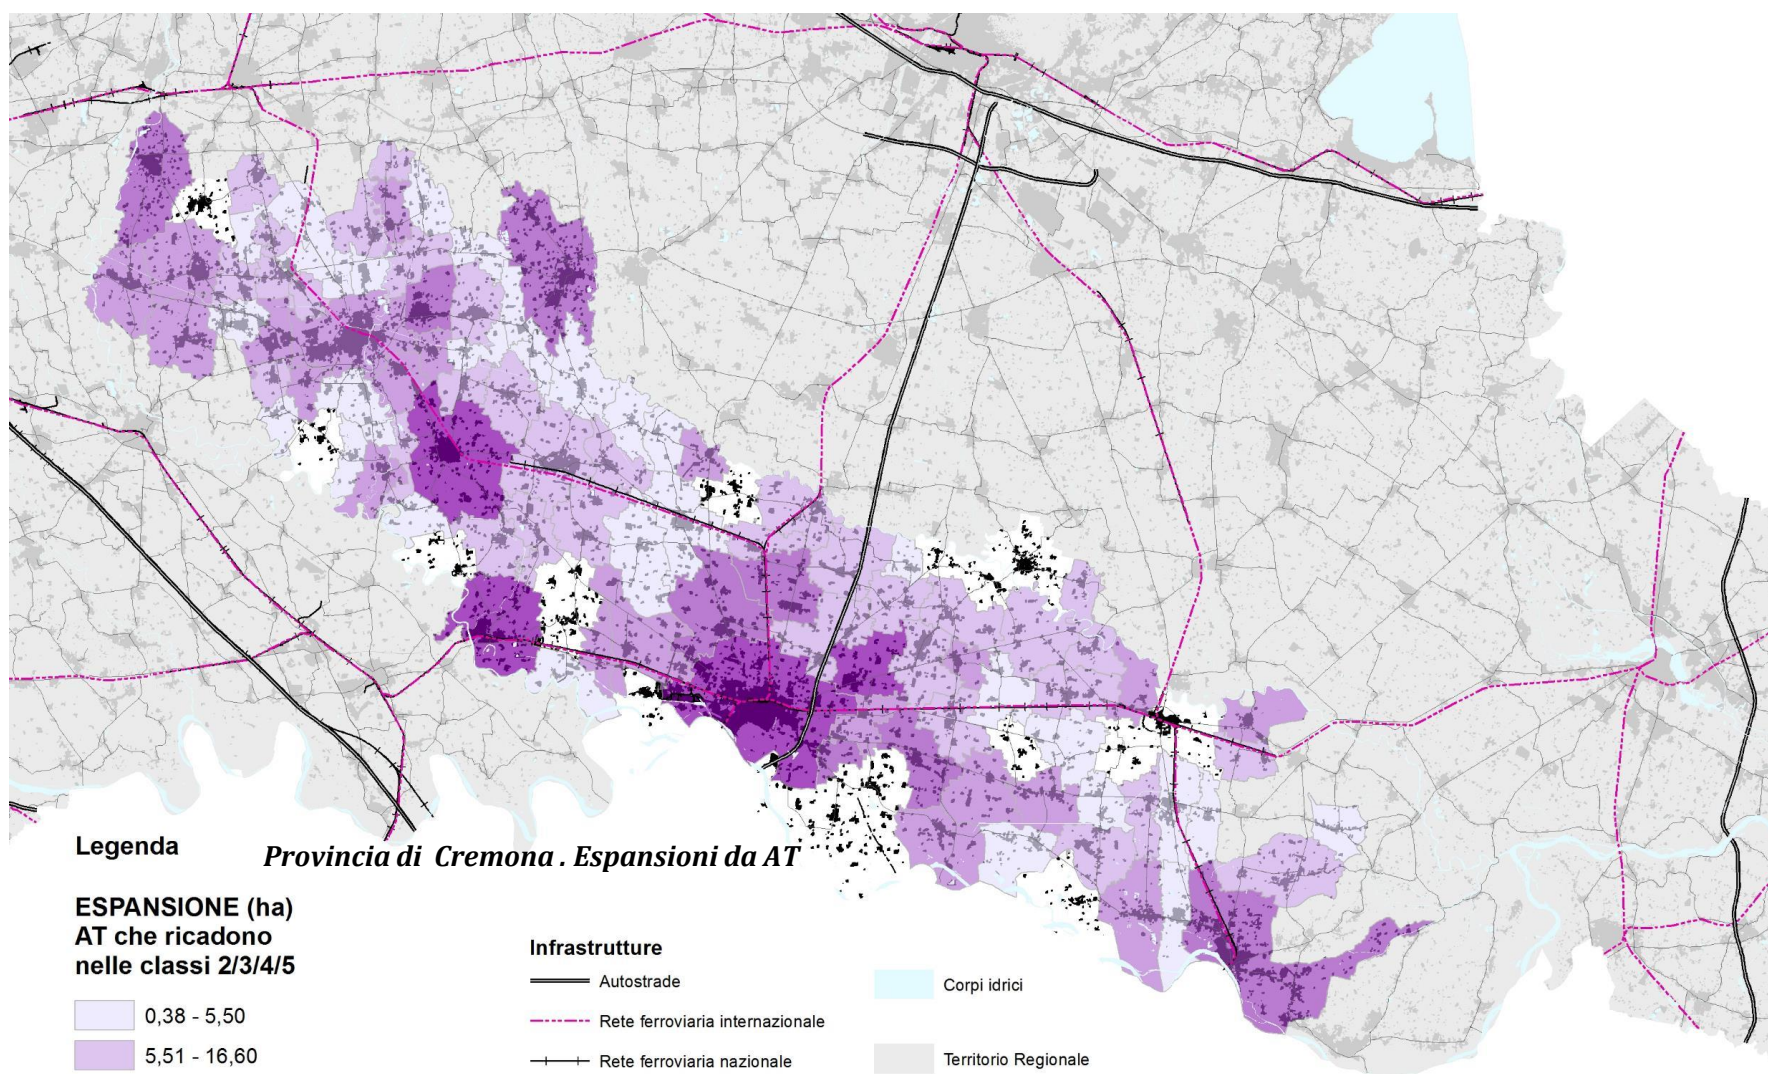 Legenda
Provincia di Cremona . Espansioni da AT
ESPANSIONE (ha)
AT che ricadono
nelle classi 2/3/4/5
0,38 - 5,50
5,51 - 16,60
Infrastrutture
Autostrade
Rete ferroviaria internazionale
Rete ferroviaria nazionale
Corpi idrici
Territorio Regionale